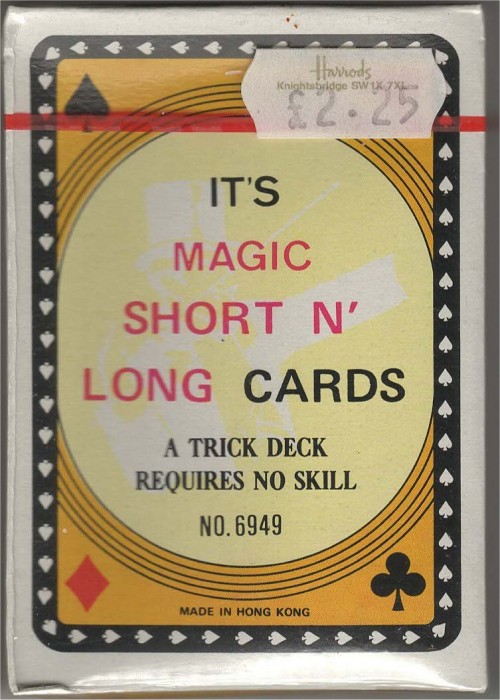 Harrods
Knightsbridge SW1X 7XL
£2.25
IT'S
MAGIC
SHORT N'
LONG CARDS
A TRICK DECK
REQUIRES NO SKILL
NO.6949
MADE IN HONG KONG